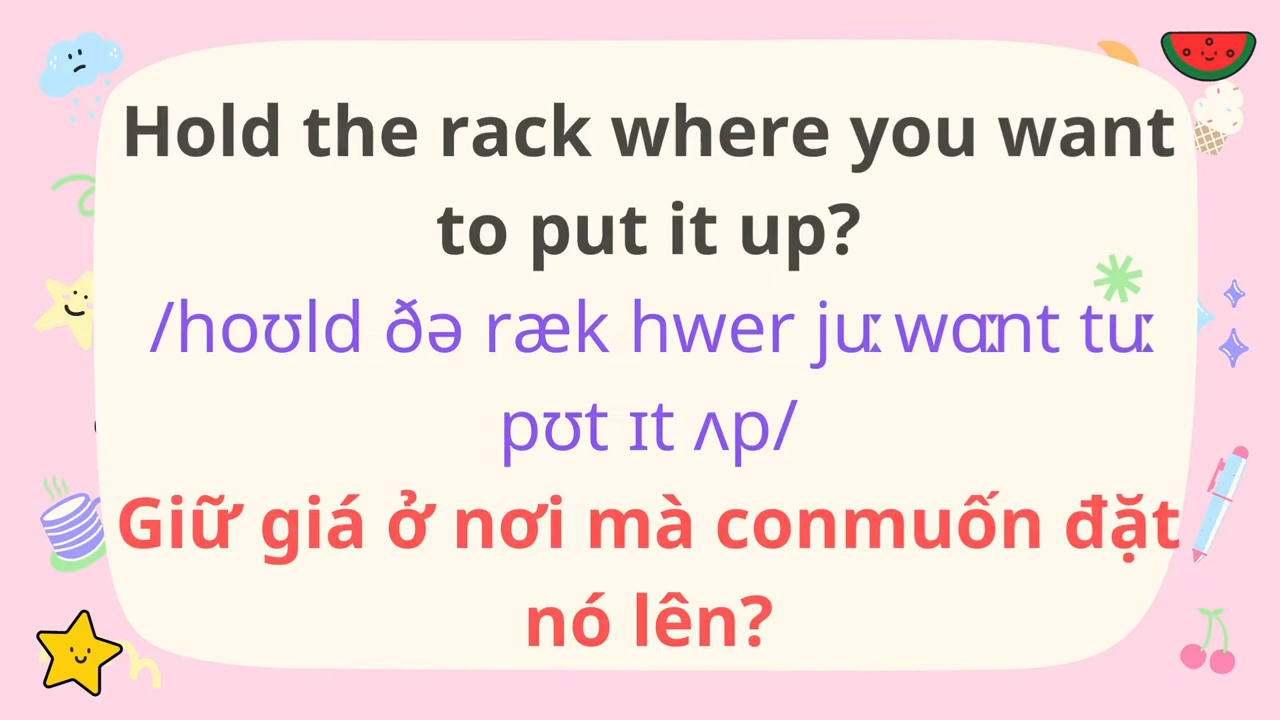 Hold the rack where you want
to put it up?
/hoʊld ðə ræk hwer juː wɑːnt tuː
pʊt ɪt ʌp/
Giữ giá ở nơi mà conmuốn đặt
nó lên?